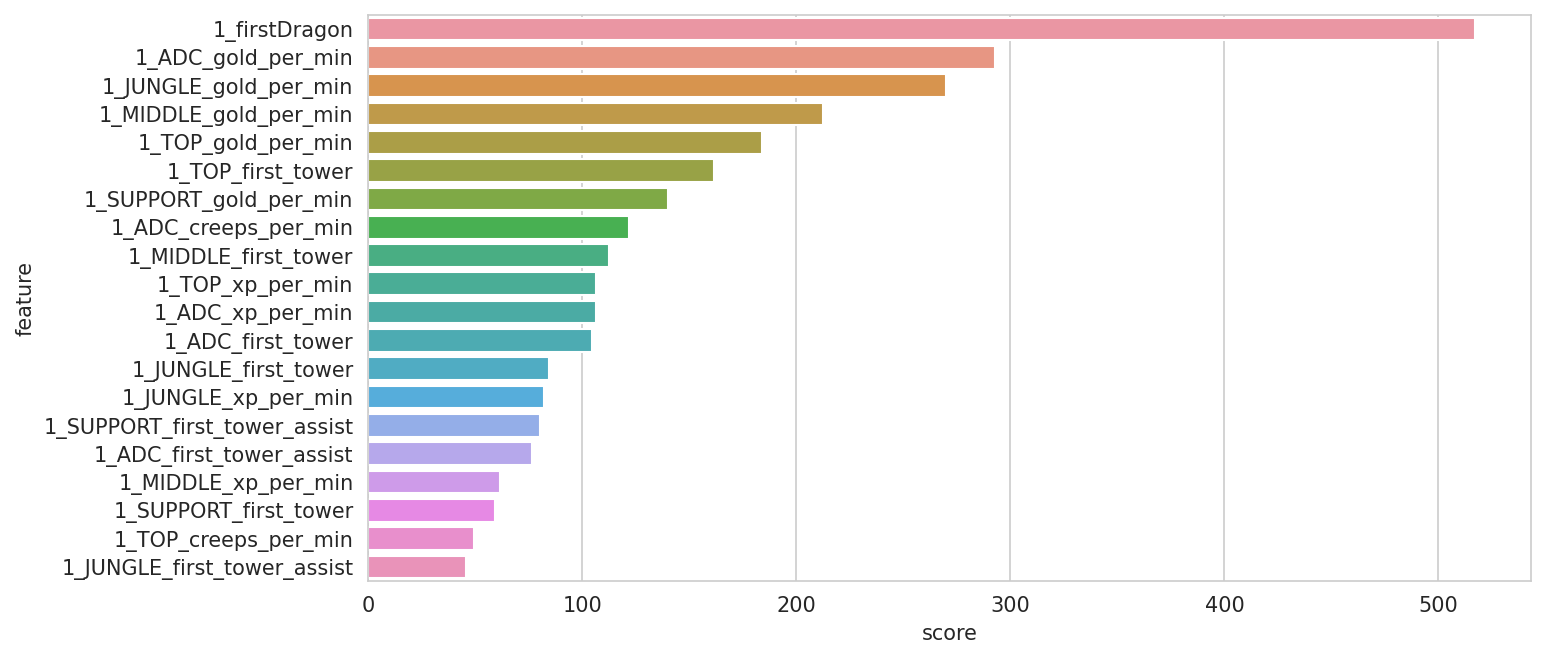 1_firstDragon
1_ADC_gold_per_min
1_JUNGLE_gold_per_min
1_MIDDLE_gold_per_min
1_TOP_gold_per_min
1_TOP_first_tower
1_SUPPORT_gold_per_min
1_ADC_creeps_per_min
1_MIDDLE_first_tower
1_TOP_xp_per_min
1_ADC_xp_per_min
1_ADC_first_tower
1_JUNGLE_first_tower
1_JUNGLE_xp_per_min
1_SUPPORT_first_tower_assist
1_ADC_first_tower_assist
1_MIDDLE_xp_per_min
1_SUPPORT_first_tower
1_TOP_creeps_per_min
1_JUNGLE_first_tower_assist
feature
0 100 200 300 400 500
score